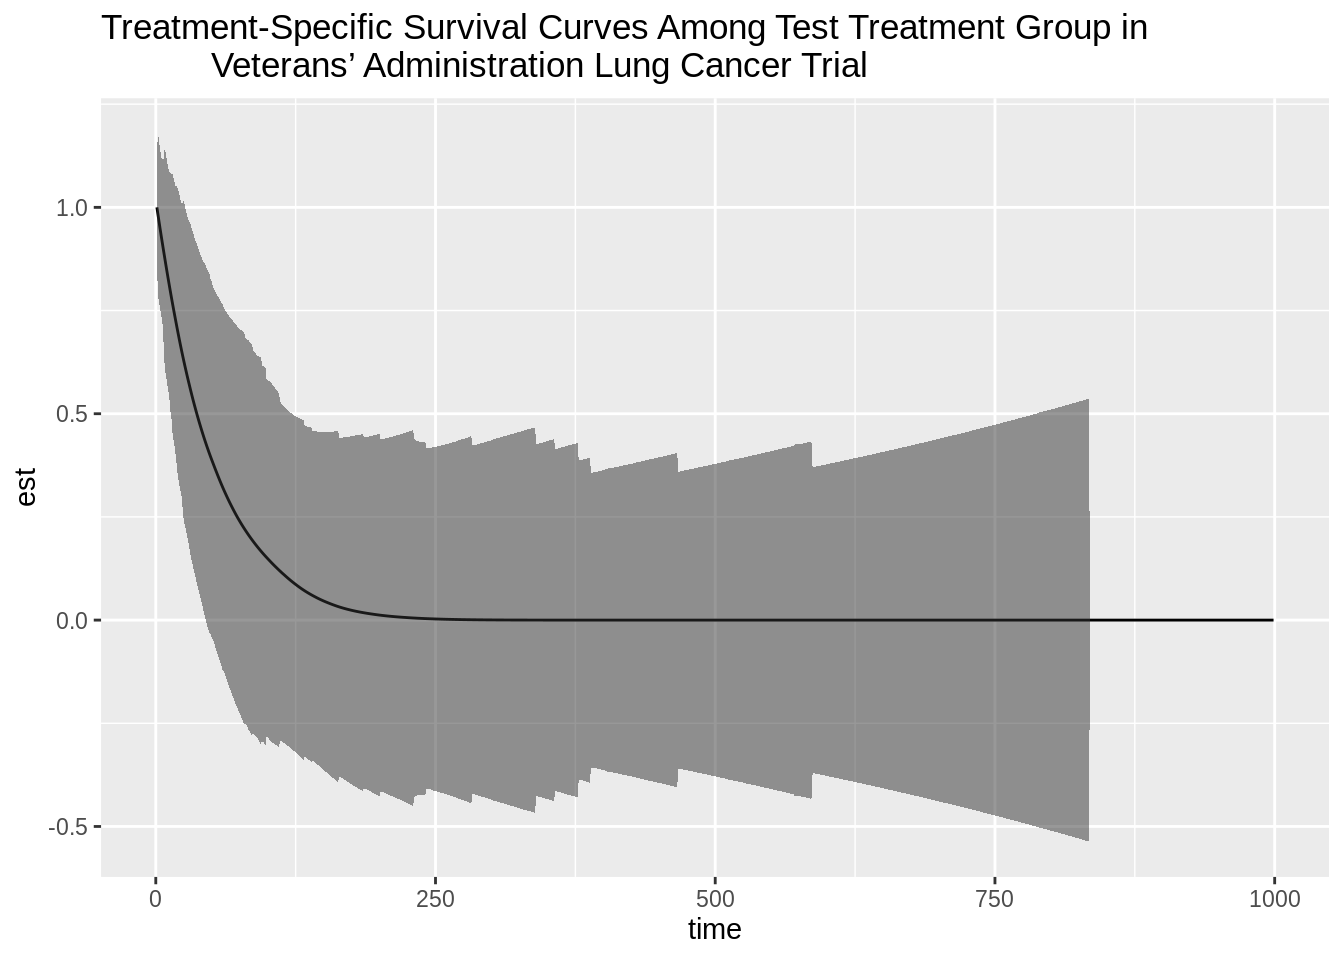 Treatment-Specific Survival Curves Among Test Treatment Group in
Veterans’ Administration Lung Cancer Trial
est
1.0
0.5
0.0
-0.5
0 250 500 750 1000
time